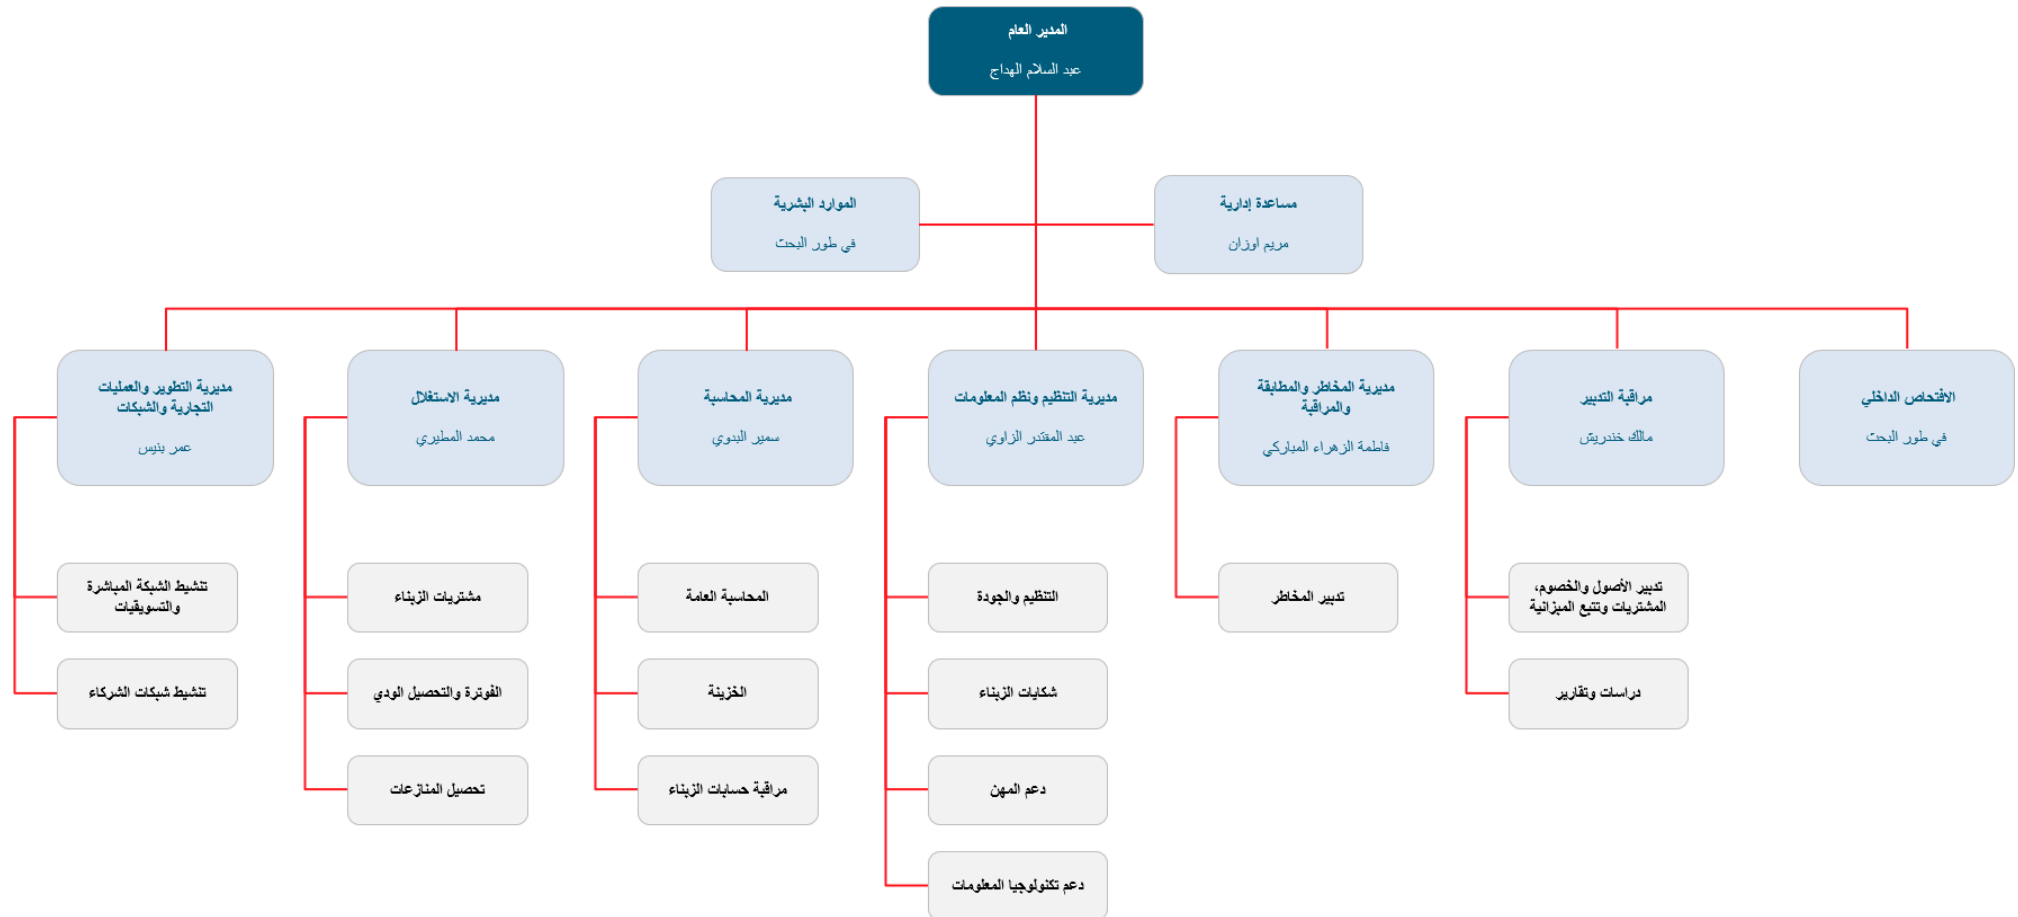 المدير العام
عبد السلام الهداج
مساعدة إدارية
مريم اوزان
الموارد البشرية
في طور البحث
الافتحاص الداخلي
في طور البحث
مراقبة التدبير
مالك خندريش
مديرية المخاطر والمطابقة
والمراقبة
فاطمة الزهراء المباركي
مديرية التنظيم ونظم المعلومات
عبد المقتدر الزاوي
مديرية المحاسبة
سمير البدوي
مديرية الاستغلال
محمد المطيري
مديرية التطوير والعمليات
التجارية والشبكات
عمر بنيس
تدبير الأصول والخصوم،
المشتريات وتتبع الميزانية
دراسات وتقارير
تدبير المخاطر
التنظيم والجودة
شكايات الزبناء
دعم المهن
دعم تكنولوجيا المعلومات
المحاسبة العامة
الخزينة
مراقبة حسابات الزبناء
مشتريات الزبناء
الفوترة والتحصيل الودي
تحصيل المنازعات
تنشيط الشبكة المباشرة
والتسويقيات
تنشيط شبكات الشركاء